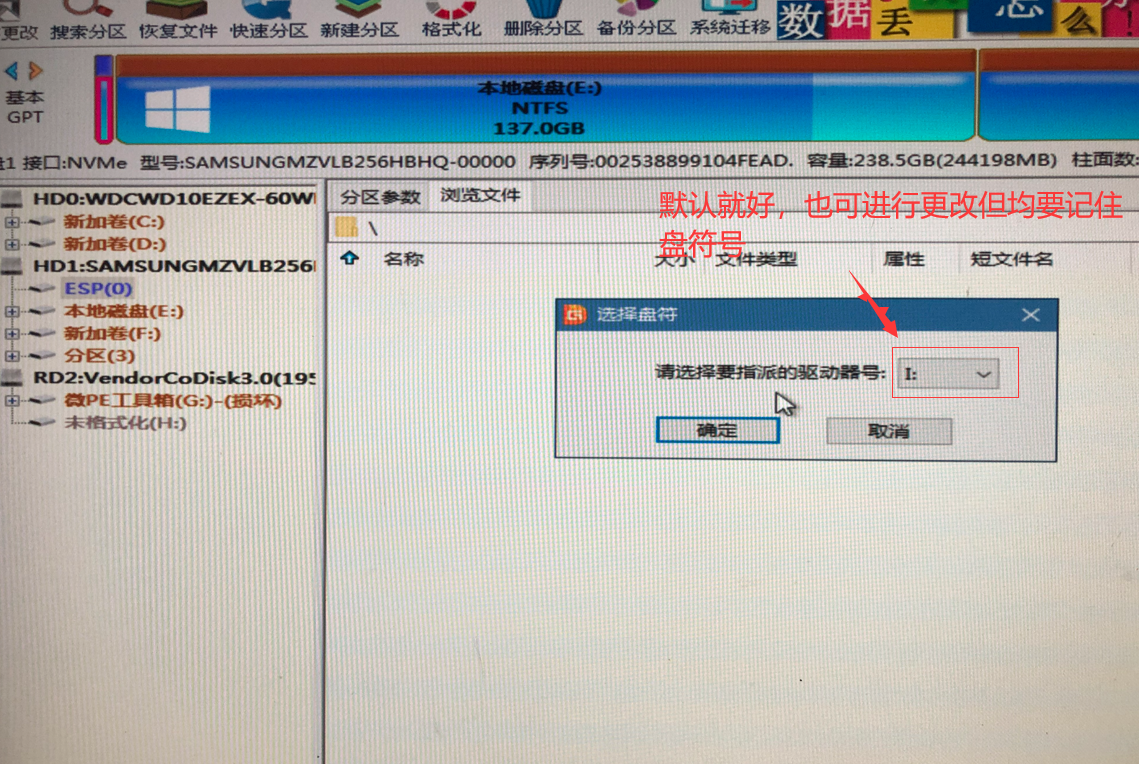 更改 搜索分区 恢复文件 快速分区 新建分区 格式化 删除分区 备份分区 系统迁移 数据丢
么
基本
GPT
本地磁盘(E:)
NTFS
137.0GB
1 接口:NVMe 型号:SAMSUNGMZVLB256HBHQ-00000 序列号:002538899104FEAD. 容量:238.5GB(244198MB) 柱面数:
HD0:WDCWD10EZEX-60W
新加卷(C:)
新加卷(D:)
HD1:SAMSUNGMZVLB256
ESP(0)
本地磁盘(E:)
新加卷(F:)
分区(3)
RD2:VendorCoDisk3.0(195
微PE工具箱(G:)-(损坏)
未格式化(H:)
分区参数 浏览文件
\
默认就好，也可进行更改但均要记住
盘符号
名称 大小 文件类型 属性 短文件名
选择盘符
请选择要指派的驱动器号: I:
确定 取消